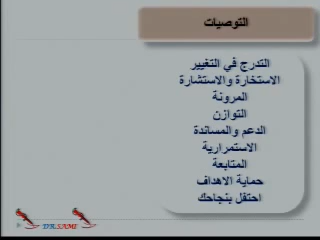 التوصيات
التدرج في التغيير
الاستخارة والاستشارة
المرونة
التوازن
الدعم والمساندة
الاستمرارية
المتابعة
حماية الاهداف
احتفل بنجاحك
DR.SAMI